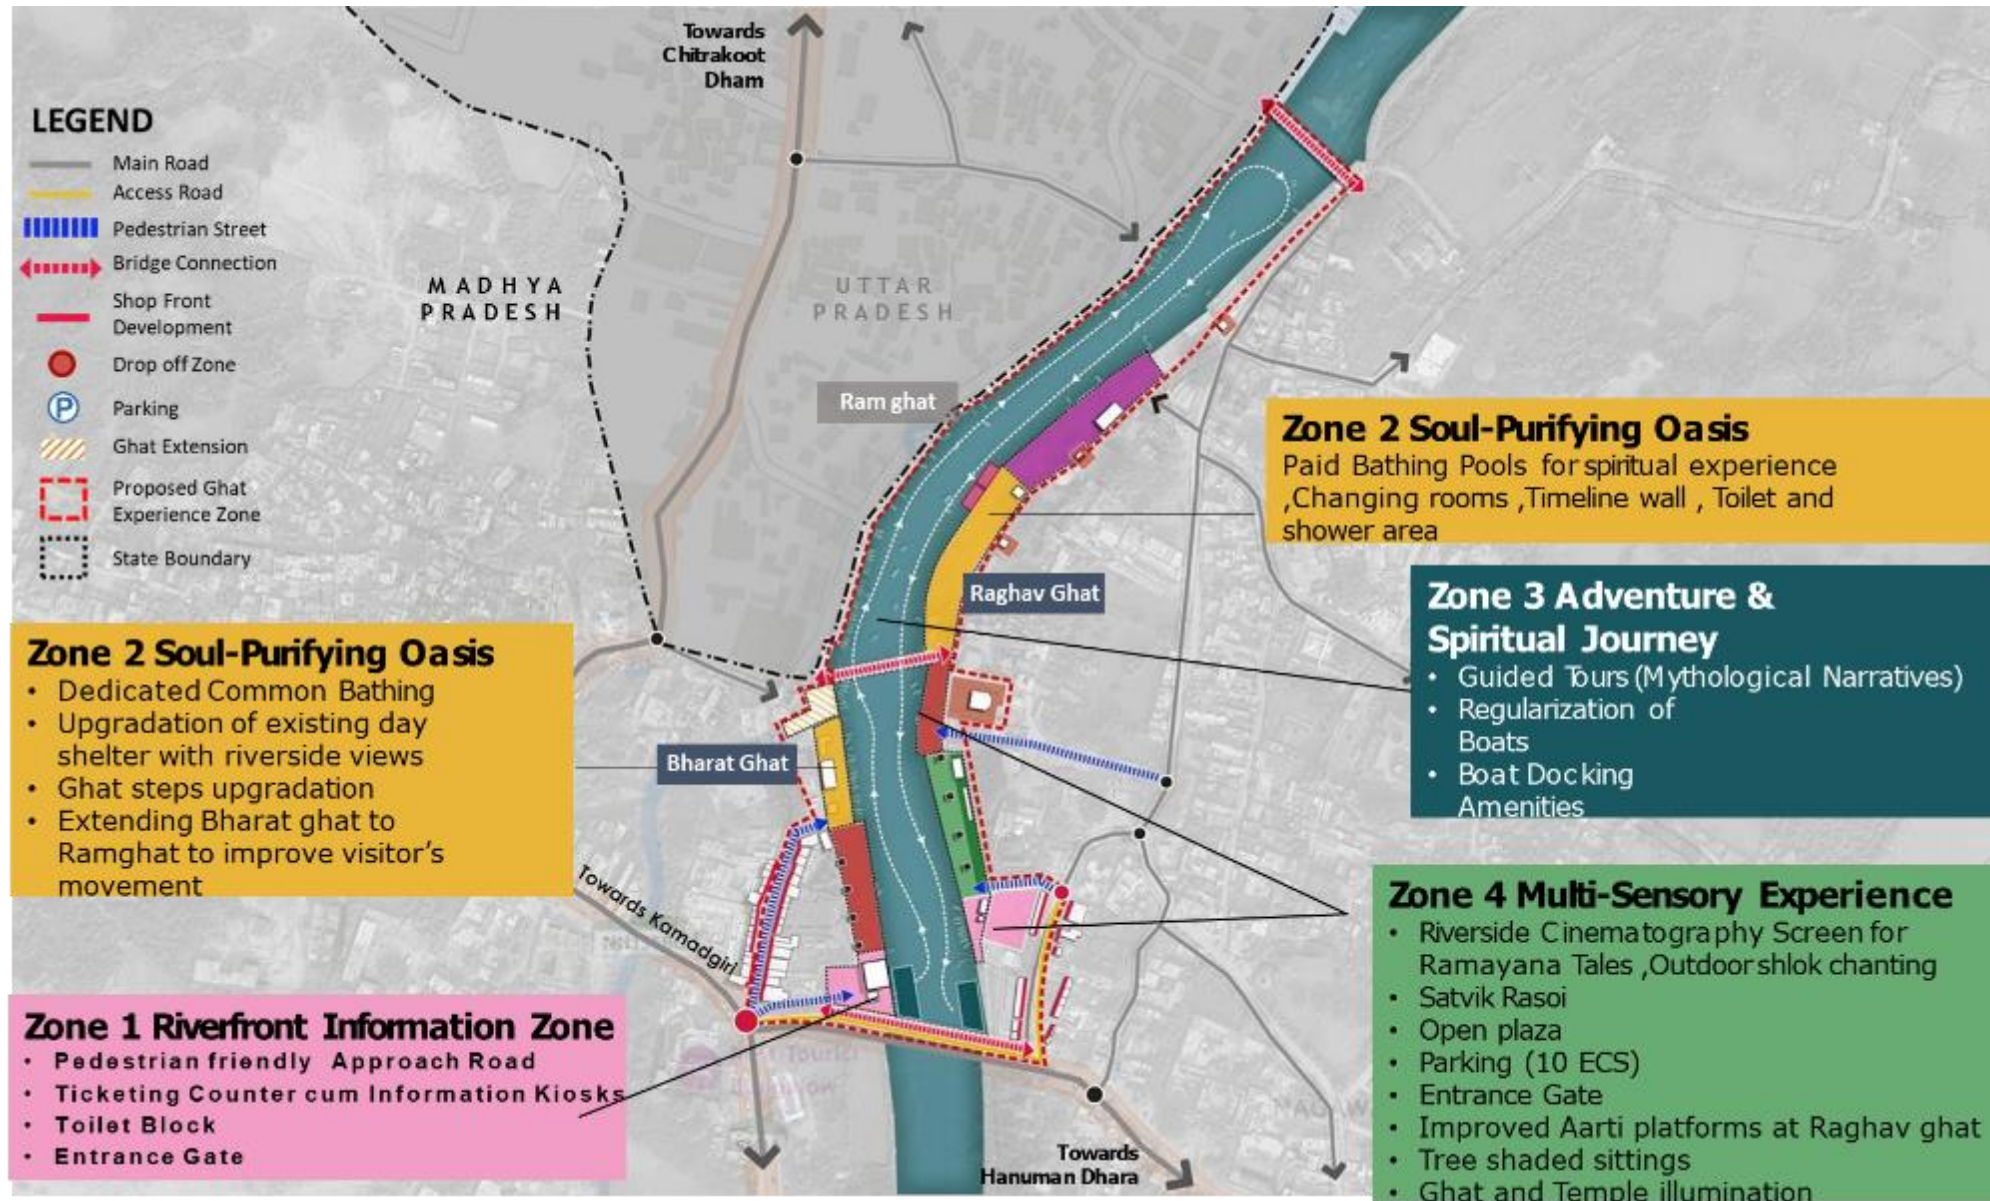 Towards
Chitrakoot
Dham
LEGEND
Main Road
Access Road
Pedestrian Street
Bridge Connection
Shop Front
Development
Drop off Zone
P
Parking
Ghat Extension
Proposed Ghat
Experience Zone
State Boundary
MADHYA
PRADESH
UTTAR
PRADESH
Ram ghat
Raghav Ghat
Bharat Ghat
Zone 2 Soul-Purifying Oasis
Paid Bathing Pools for spiritual experience
,Changing rooms ,Timeline wall , Toilet and
shower area
Zone 3 Adventure &
Spiritual Journey
• Guided Tours (Mythological Narratives)
• Regularization of
Boats
• Boat Docking
Amenities
Zone 2 Soul-Purifying Oasis
• Dedicated Common Bathing
• Upgradation of existing day
shelter with riverside views
• Ghat steps upgradation
• Extending Bharat ghat to
Ramghat to improve visitor's
movement
Towards Kamadgiri
Zone 4 Multi-Sensory Experience
• Riverside Cinematography Screen for
Ramayana Tales ,Outdoor shlok chanting
• Satvik Rasoi
• Open plaza
• Parking (10 ECS)
• Entrance Gate
• Improved Aarti platforms at Raghav ghat
• Tree shaded sittings
• Ghat and Temple illumination
Zone 1 Riverfront Information Zone
• Pedestrian friendly Approach Road
• Ticketing Counter cum Information Kiosks
• Toilet Block
• Entrance Gate
Towards
Hanuman Dhara